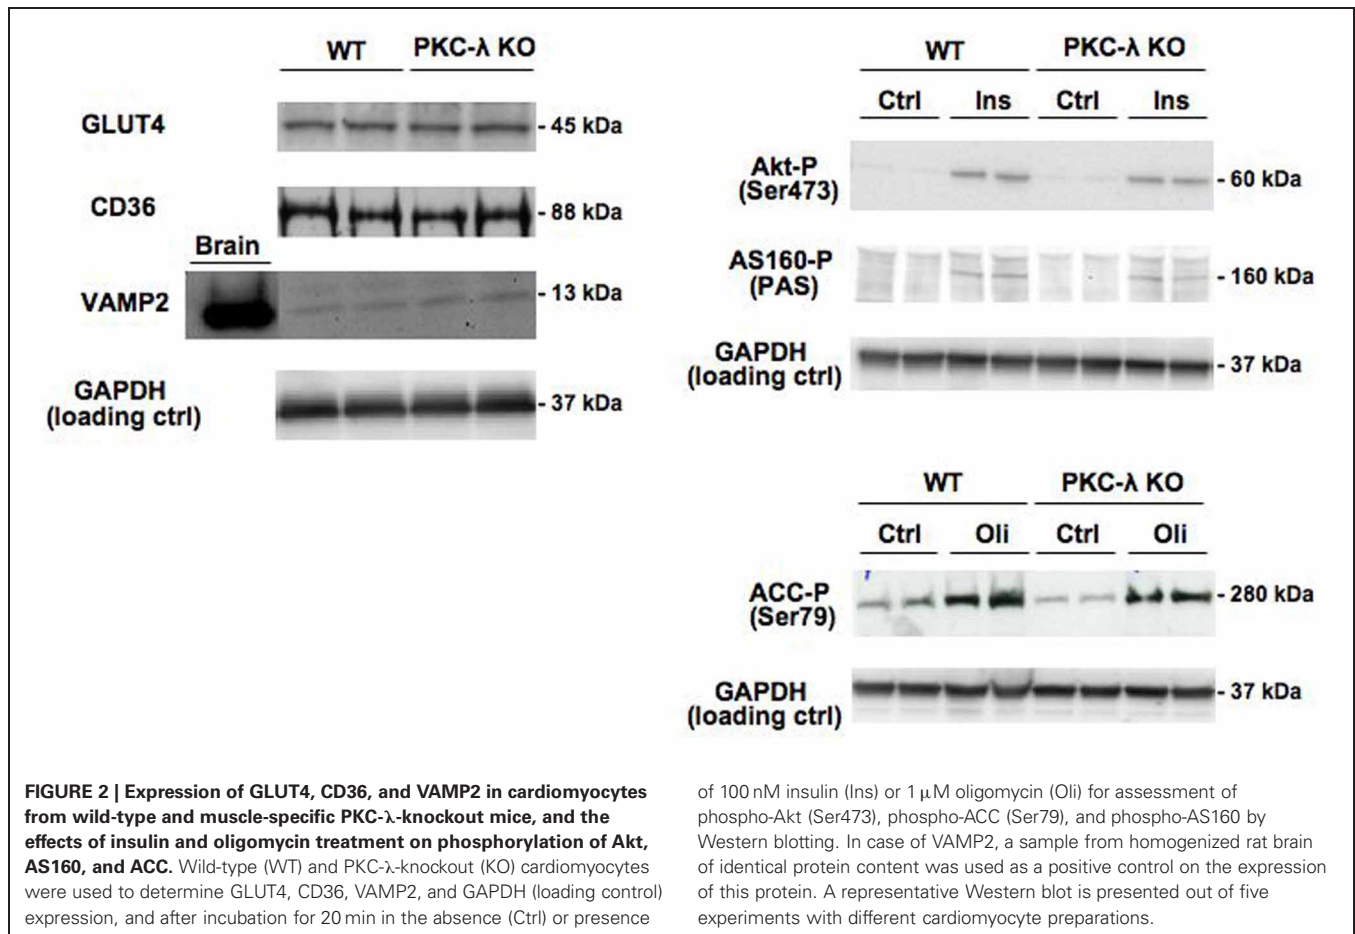 WT PKC-λ KO
GLUT4 - 45 kDa
CD36 - 88 kDa
Brain
VAMP2 - 13 kDa
GAPDH
(loading ctrl) - 37 kDa
WT PKC-λ KO
Ctrl Ins Ctrl Ins
Akt-P
(Ser473) - 60 kDa
AS160-P
(PAS) - 160 kDa
GAPDH
(loading ctrl) - 37 kDa
WT PKC-λ KO
Ctrl Oli Ctrl Oli
ACC-P
(Ser79) - 280 kDa
GAPDH
(loading ctrl) - 37 kDa
FIGURE 2 | Expression of GLUT4, CD36, and VAMP2 in cardiomyocytes
from wild-type and muscle-specific PKC-λ-knockout mice, and the
effects of insulin and oligomycin treatment on phosphorylation of Akt,
AS160, and ACC. Wild-type (WT) and PKC-λ-knockout (KO) cardiomyocytes
were used to determine GLUT4, CD36, VAMP2, and GAPDH (loading control)
expression, and after incubation for 20 min in the absence (Ctrl) or presence
of 100 nM insulin (Ins) or 1 μM oligomycin (Oli) for assessment of
phospho-Akt (Ser473), phospho-ACC (Ser79), and phospho-AS160 by
Western blotting. In case of VAMP2, a sample from homogenized rat brain
of identical protein content was used as a positive control on the expression
of this protein. A representative Western blot is presented out of five
experiments with different cardiomyocyte preparations.